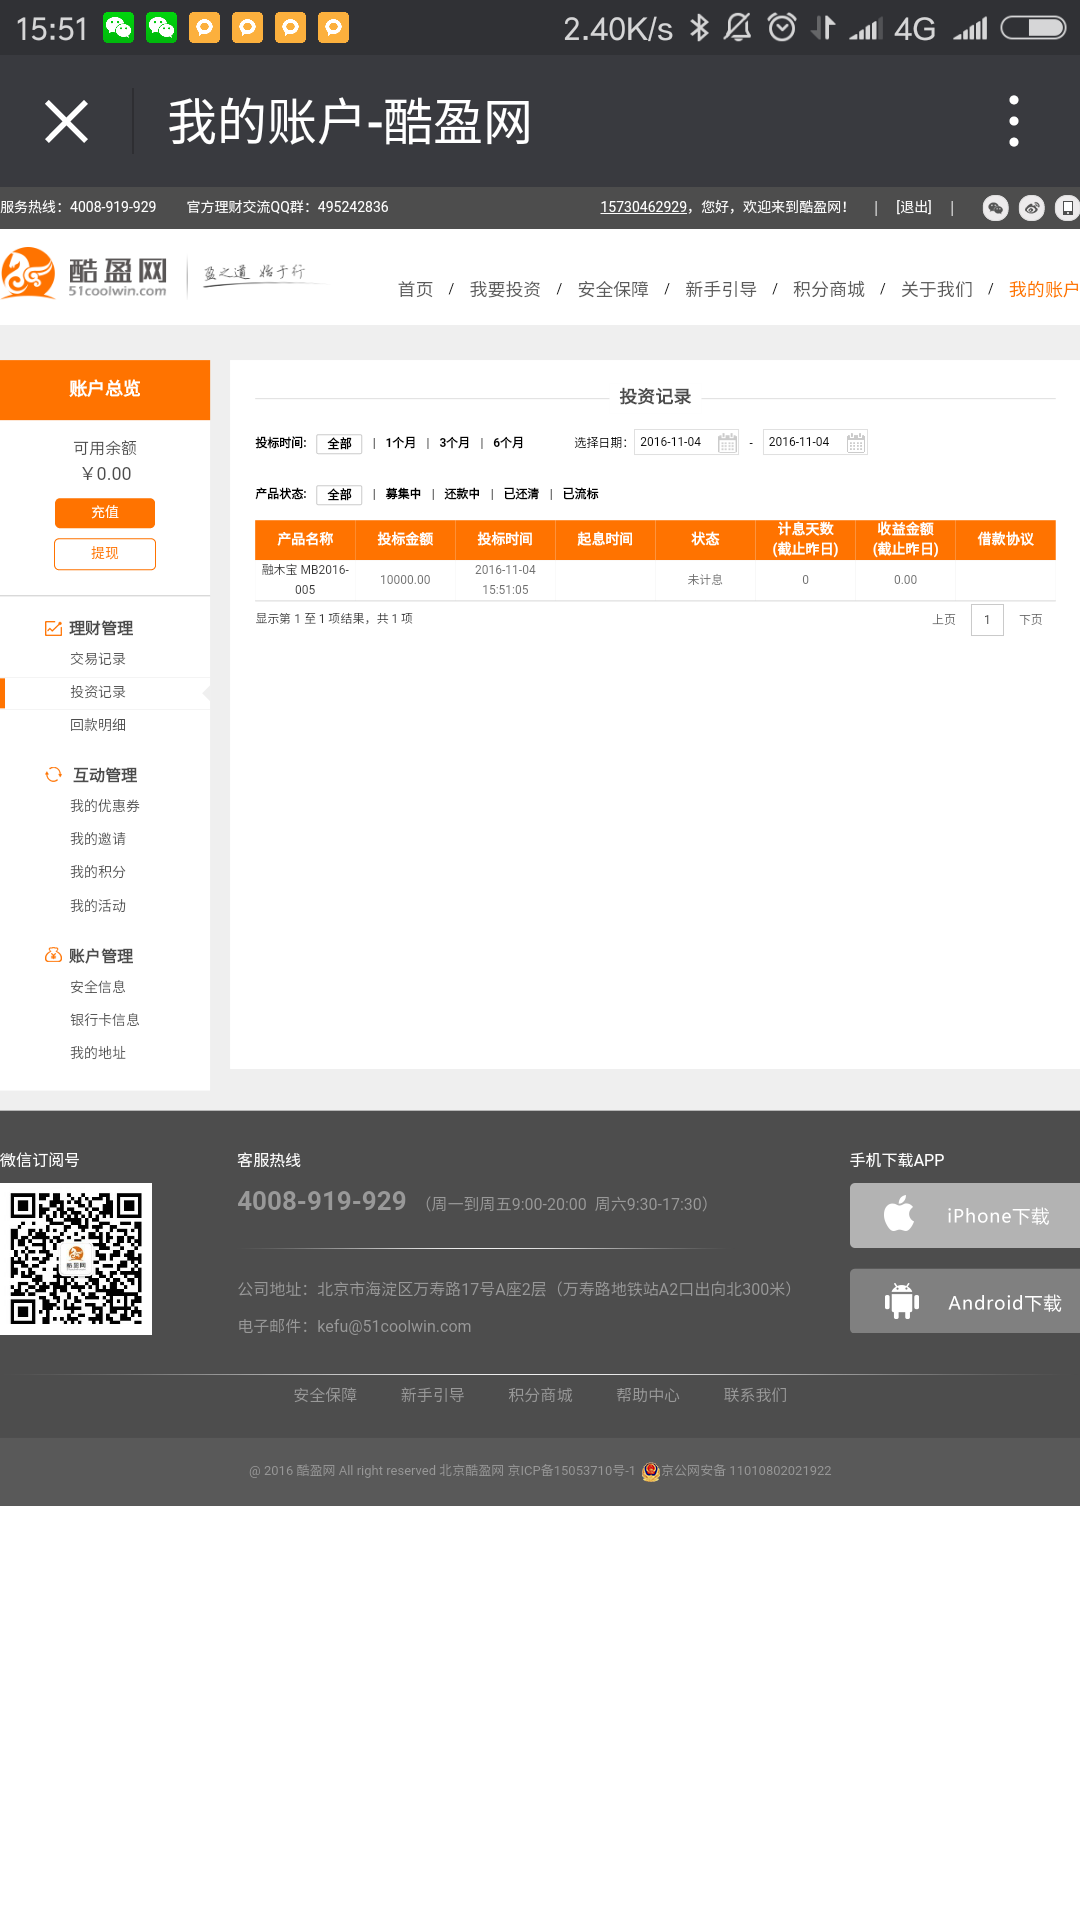 15:51 2.40K/s 4G
我的账户-酷盈网
服务热线：4008-919-929 官方理财交流QQ群：495242836 15730462929，您好，欢迎来到酷盈网！ | [退出] |
酷盈网
51coolwin.com
盈之道 始于行
首页 / 我要投资 / 安全保障 / 新手引导 / 积分商城 / 关于我们 / 我的账户
账户总览
可用余额
￥0.00
充值
提现
理财管理
交易记录
投资记录
回款明细
互动管理
我的优惠券
我的邀请
我的积分
我的活动
账户管理
安全信息
银行卡信息
我的地址
投资记录
投标时间: 全部 | 1个月 | 3个月 | 6个月 选择日期： 2016-11-04 - 2016-11-04
产品状态: 全部 | 募集中 | 还款中 | 已还清 | 已流标
产品名称 投标金额 投标时间 起息时间 状态 计息天数(截止昨日) 收益金额(截止昨日) 借款协议
融木宝 MB2016-005 10000.00 2016-11-04 15:51:05 未计息 0 0.00
显示第 1 至 1 项结果，共 1 项 上页 1 下页
微信订阅号
酷盈网
客服热线
4008-919-929 （周一到周五9:00-20:00 周六9:30-17:30）
公司地址：北京市海淀区万寿路17号A座2层（万寿路地铁站A2口出向北300米）
电子邮件：kefu@51coolwin.com
手机下载APP
iPhone下载
Android下载
安全保障 新手引导 积分商城 帮助中心 联系我们
@ 2016 酷盈网 All right reserved 北京酷盈网 京ICP备15053710号-1 京公网安备 11010802021922